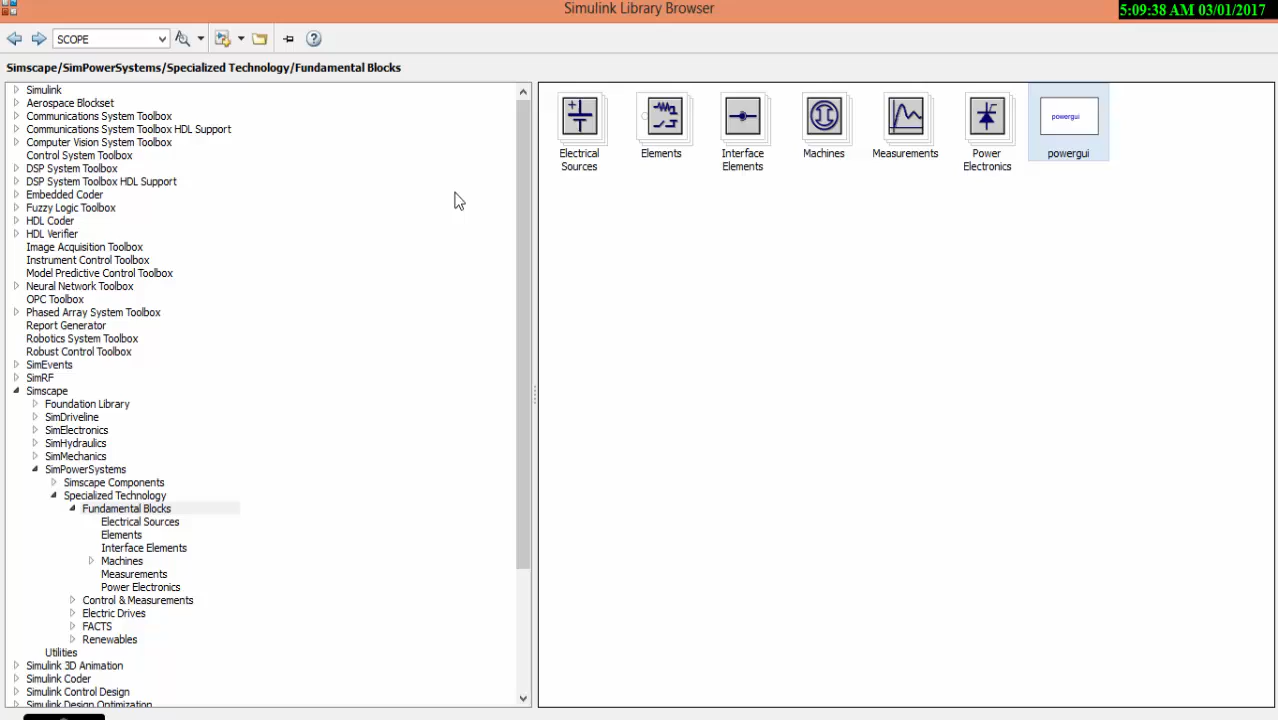 Simulink Library Browser
5:09:38 AM 03/01/2017
SCOPE
Simscape/SimPowerSystems/Specialized Technology/Fundamental Blocks
Simulink
Aerospace Blockset
Communications System Toolbox
Communications System Toolbox HDL Support
Computer Vision System Toolbox
Control System Toolbox
DSP System Toolbox
DSP System Toolbox HDL Support
Embedded Coder
Fuzzy Logic Toolbox
HDL Coder
HDL Verifier
Image Acquisition Toolbox
Instrument Control Toolbox
Model Predictive Control Toolbox
Neural Network Toolbox
OPC Toolbox
Phased Array System Toolbox
Report Generator
Robotics System Toolbox
Robust Control Toolbox
SimEvents
SimRF
Simscape
Foundation Library
SimDriveline
SimElectronics
SimHydraulics
SimMechanics
SimPowerSystems
Simscape Components
Specialized Technology
Fundamental Blocks
Electrical Sources
Elements
Interface Elements
Machines
Measurements
Power Electronics
Control & Measurements
Electric Drives
FACTS
Renewables
Utilities
Simulink 3D Animation
Simulink Coder
Simulink Control Design
Simulink Design Optimization
Electrical
Sources
Elements
Interface
Elements
Machines
Measurements
Power
Electronics
powergui
powergui